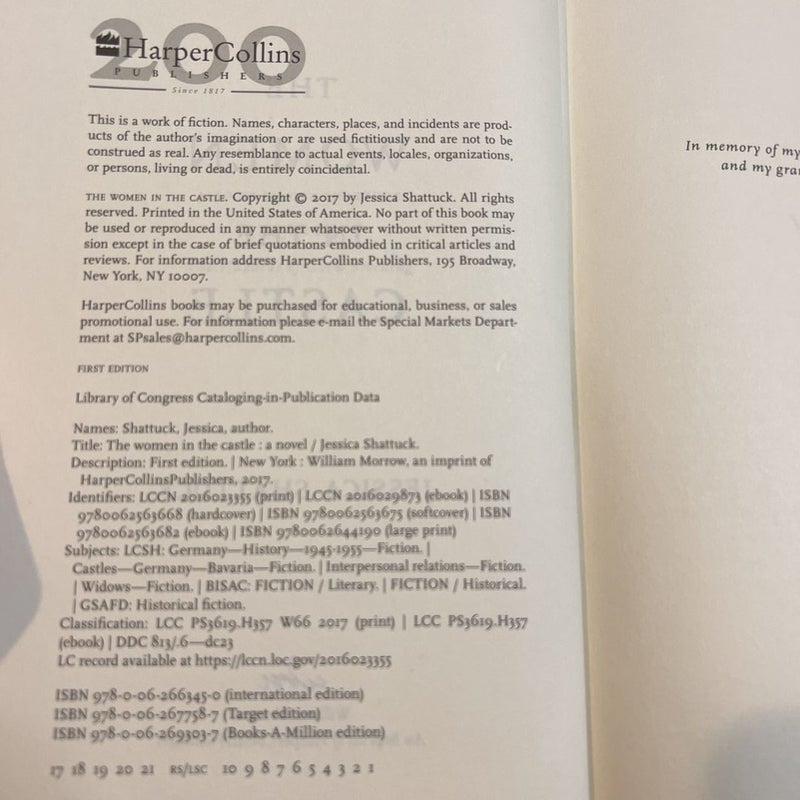 200
HarperCollins
PUBLISHERS
Since 1817
This is a work of fiction. Names, characters, places, and incidents are prod-
ucts of the author's imagination or are used fictitiously and are not to be
construed as real. Any resemblance to actual events, locales, organizations,
or persons, living or dead, is entirely coincidental.
THE WOMEN IN THE CASTLE. Copyright © 2017 by Jessica Shattuck. All rights
reserved. Printed in the United States of America. No part of this book may
be used or reproduced in any manner whatsoever without written permis-
sion except in the case of brief quotations embodied in critical articles and
reviews. For information address HarperCollins Publishers, 195 Broadway,
New York, NY 10007.
HarperCollins books may be purchased for educational, business, or sales
promotional use. For information please e-mail the Special Markets Depart-
ment at SPsales@harpercollins.com.
FIRST EDITION
Library of Congress Cataloging-in-Publication Data
Names: Shattuck, Jessica, author.
Title: The women in the castle : a novel / Jessica Shattuck.
Description: First edition. | New York : William Morrow, an imprint of
HarperCollinsPublishers, 2017.
Identifiers: LCCN 2016023355 (print) | LCCN 2016029873 (ebook) | ISBN
9780062563668 (hardcover) | ISBN 9780062563675 (softcover) | ISBN
9780062563682 (ebook) | ISBN 9780062644190 (large print)
Subjects: LCSH: Germany—History—1945-1955—Fiction. |
Castles—Germany—Bavaria—Fiction. | Interpersonal relations—Fiction.
| Widows—Fiction. | BISAC: FICTION / Literary. | FICTION / Historical.
| GSAFD: Historical fiction.
Classification: LCC PS3619.H357 W66 2017 (print) | LCC PS3619.H357
(ebook) | DDC 813/.6—dc23
LC record available at https://lccn.loc.gov/2016023355
ISBN 978-0-06-266345-0 (international edition)
ISBN 978-0-06-267758-7 (Target edition)
ISBN 978-0-06-269303-7 (Books-A-Million edition)
17 18 19 20 21 RS/LSC 10 9 8 7 6 5 4 3 2 1
In memory of my
and my gra